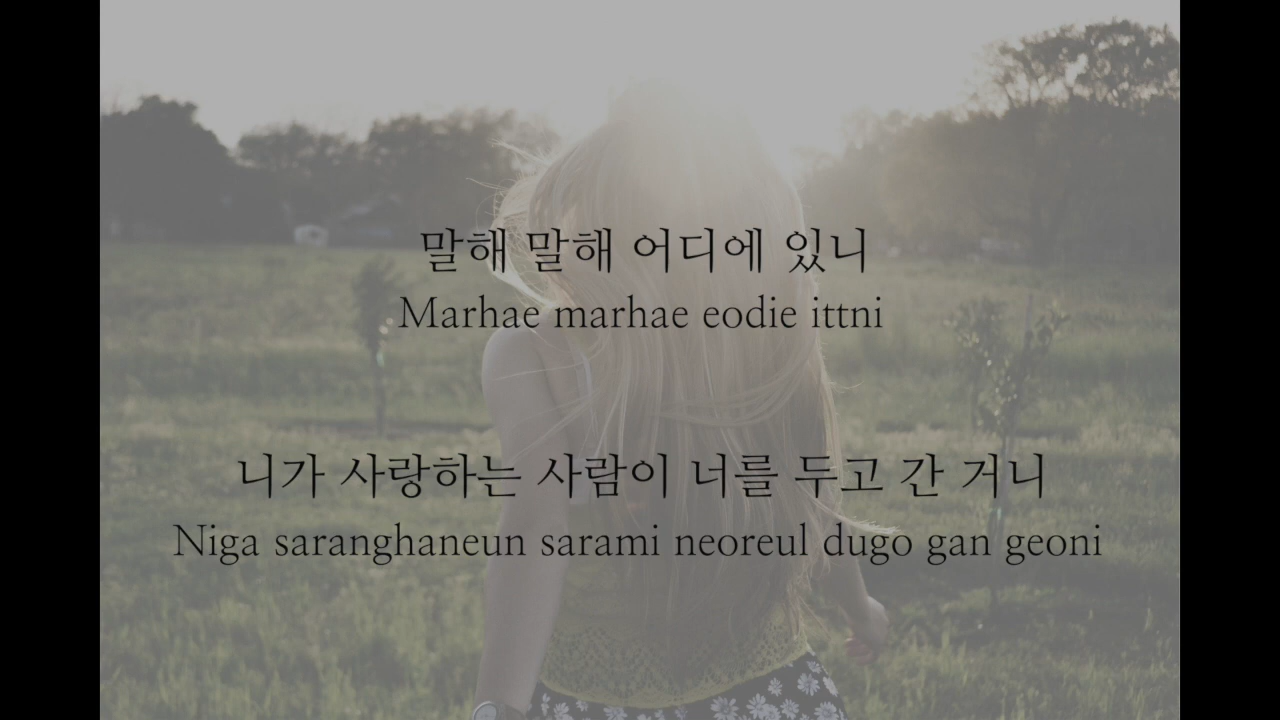 말해 말해 어디에 있니
Marhae marhae eodie ittni
니가 사랑하는 사람이 너를 두고 간 거니
Niga saranghaneun sarami neoreul dugo gan geoni